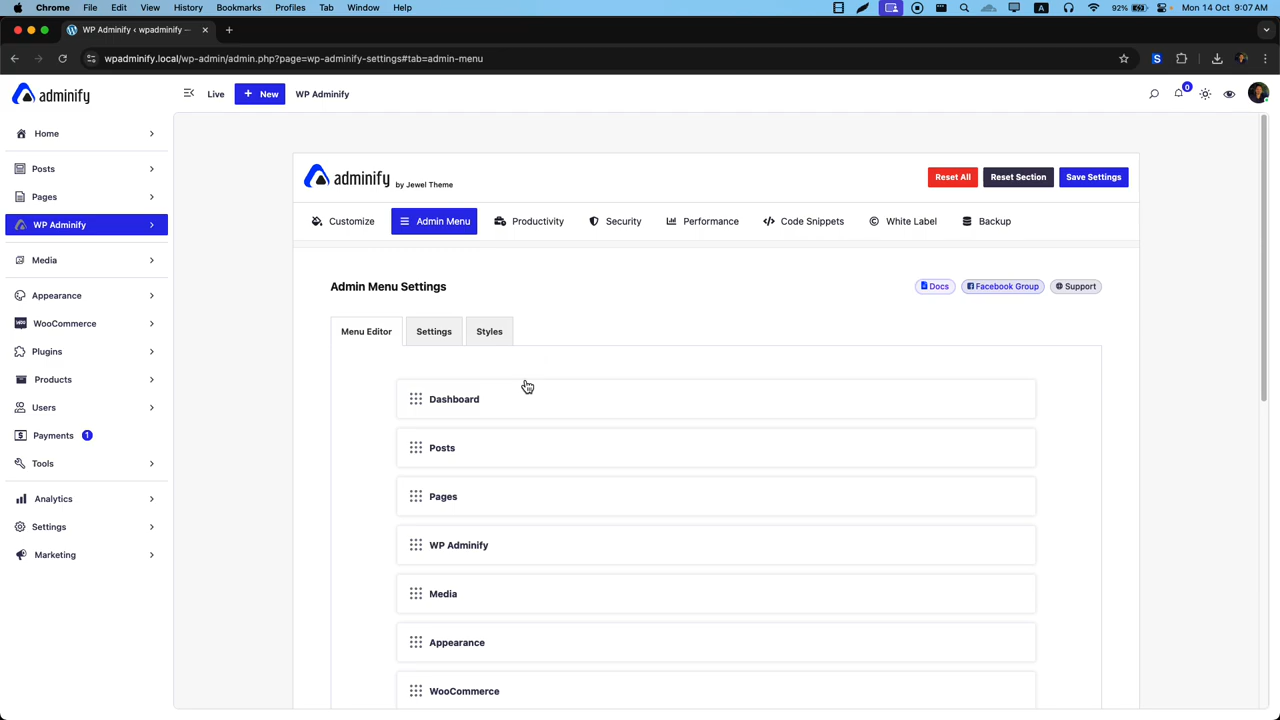 Chrome File Edit View History Bookmarks Profiles Tab Window Help 92% Mon 14 Oct 9:07 AM
WP Adminify ‹ wpadminify —
wpadminify.local/wp-admin/admin.php?page=wp-adminify-settings#tab=admin-menu
adminify Live New WP Adminify 0
Home
Posts
Pages
WP Adminify
Media
Appearance
WooCommerce
Plugins
Products
Users
Payments 1
Tools
Analytics
Settings
Marketing
adminify by Jewel Theme Reset All Reset Section Save Settings
Customize Admin Menu Productivity Security Performance Code Snippets White Label Backup
Admin Menu Settings Docs Facebook Group Support
Menu Editor Settings Styles
Dashboard
Posts
Pages
WP Adminify
Media
Appearance
WooCommerce